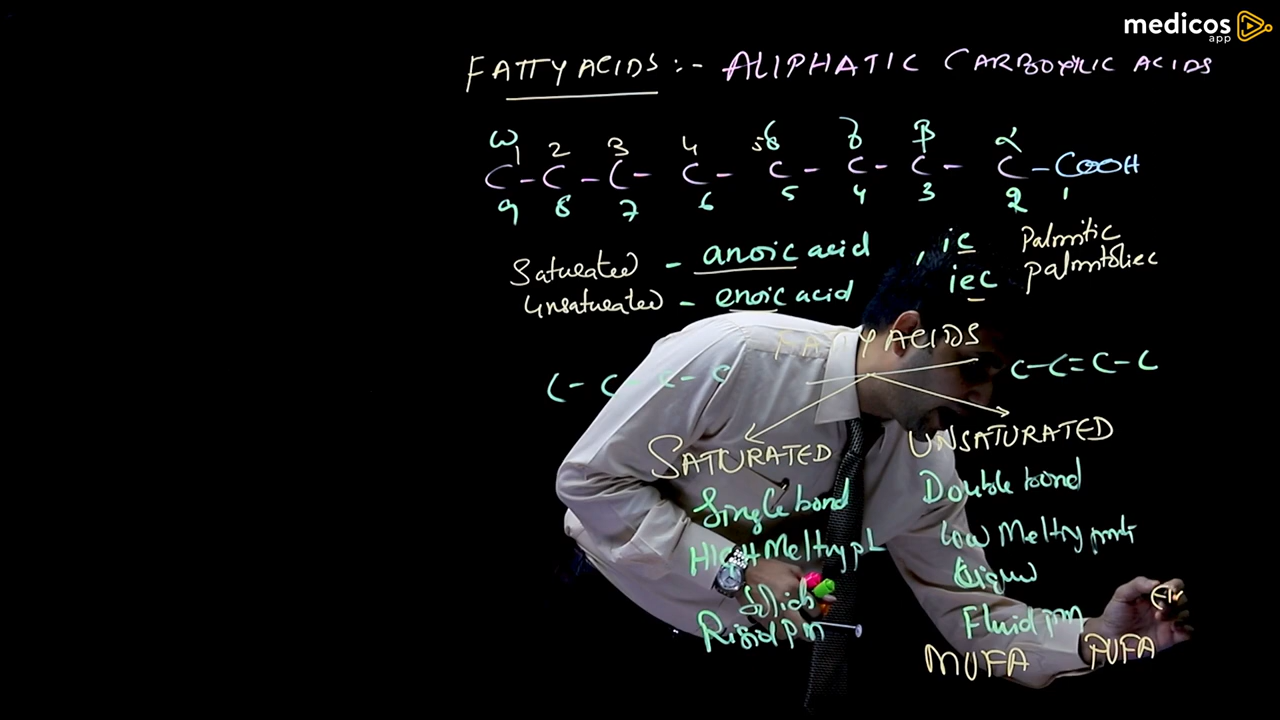 medicos
app
FATTY ACIDS :- ALIPHATIC CARBOXYLIC ACIDS
ω 1 2 3 4 5 β α
C - C - C - C - C - C - C - C - COOH
9 8 7 6 5 4 3 2 1
Saturated - anoic acid , ic Palmitic
Unsaturated - enoic acid iec palmitoliec
FATTY ACIDS
C - C - C - C C-C=C-C
SATURATED UNSATURATED
Single bond Double bond
HIGH Melting pt Low Melting point
Solids
Rigid pm Fluid pm
MUFA PUFA